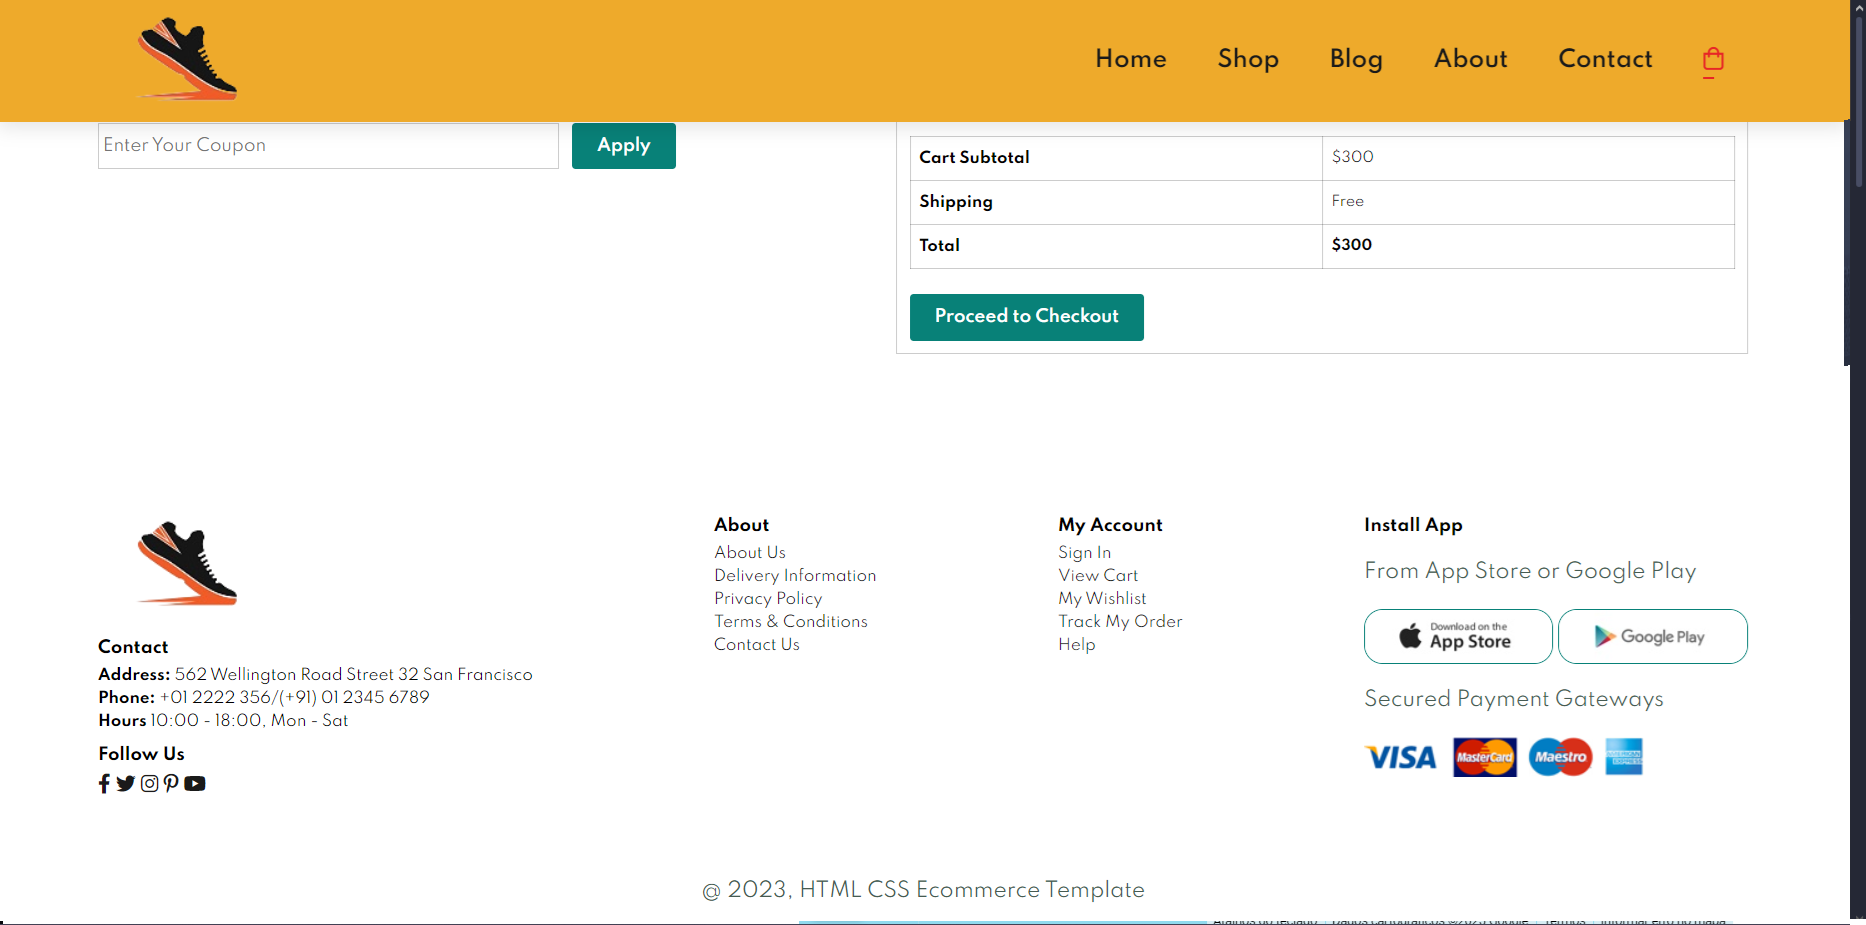 Home Shop Blog About Contact
Enter Your Coupon Apply
Cart Subtotal $300
Shipping Free
Total $300
Proceed to Checkout
Contact
Address: 562 Wellington Road Street 32 San Francisco
Phone: +01 2222 356/(+91) 01 2345 6789
Hours 10:00 - 18:00, Mon - Sat
Follow Us
About
About Us
Delivery Information
Privacy Policy
Terms & Conditions
Contact Us
My Account
Sign In
View Cart
My Wishlist
Track My Order
Help
Install App
From App Store or Google Play
Download on the
App Store
Google Play
Secured Payment Gateways
VISA MasterCard Maestro AMERICAN EXPRESS
@ 2023, HTML CSS Ecommerce Template